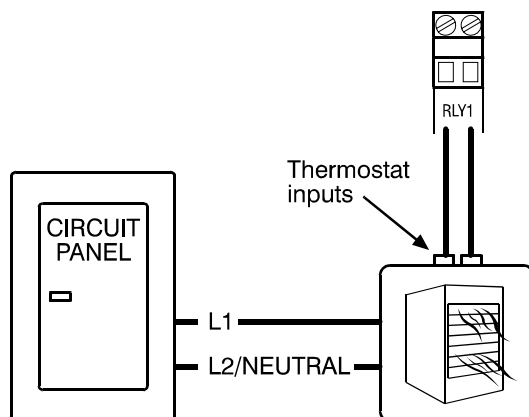 RLY1
Thermostat
inputs
CIRCUIT
PANEL
L1
L2/NEUTRAL